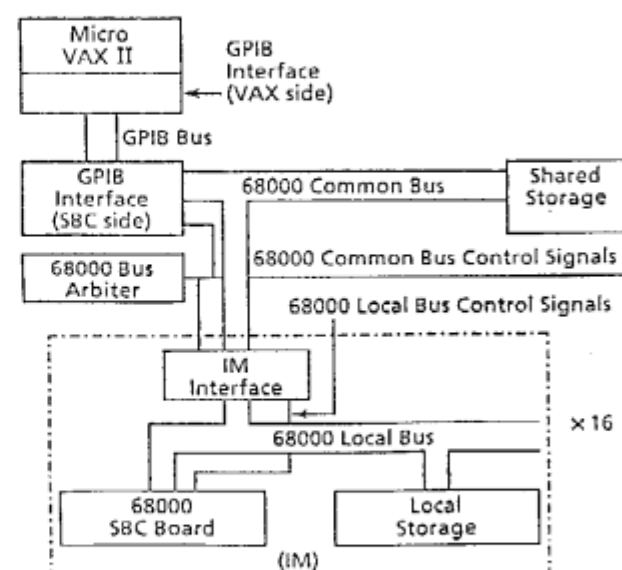 Micro
VAX II
GPIB
Interface
(VAX side)
GPIB Bus
GPIB
Interface
(SBC side)
68000 Common Bus
Shared
Storage
68000 Bus
Arbiter
68000 Common Bus Control Signals
68000 Local Bus Control Signals
IM
Interface
× 16
68000 Local Bus
68000
SBC Board
Local
Storage
(IM)